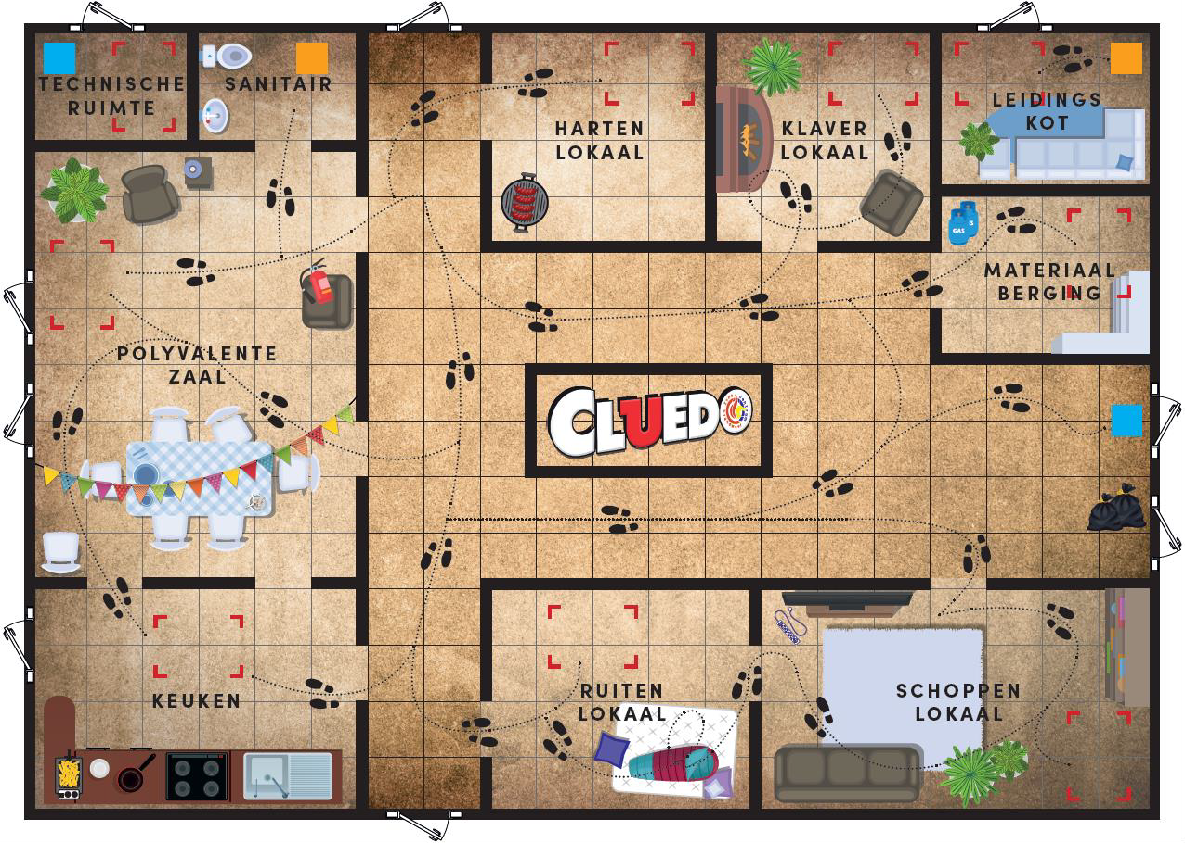 TECHNISCHE
RUIMTE
SANITAIR
HARTEN
LOKAAL
KLAVER
LOKAAL
LEIDINGS
KOT
GAS
S
MATERIAAL
BERGING
POLYVALENTE
ZAAL
CLUEDO
KEUKEN
RUITEN
LOKAAL
SCHOPPEN
LOKAAL